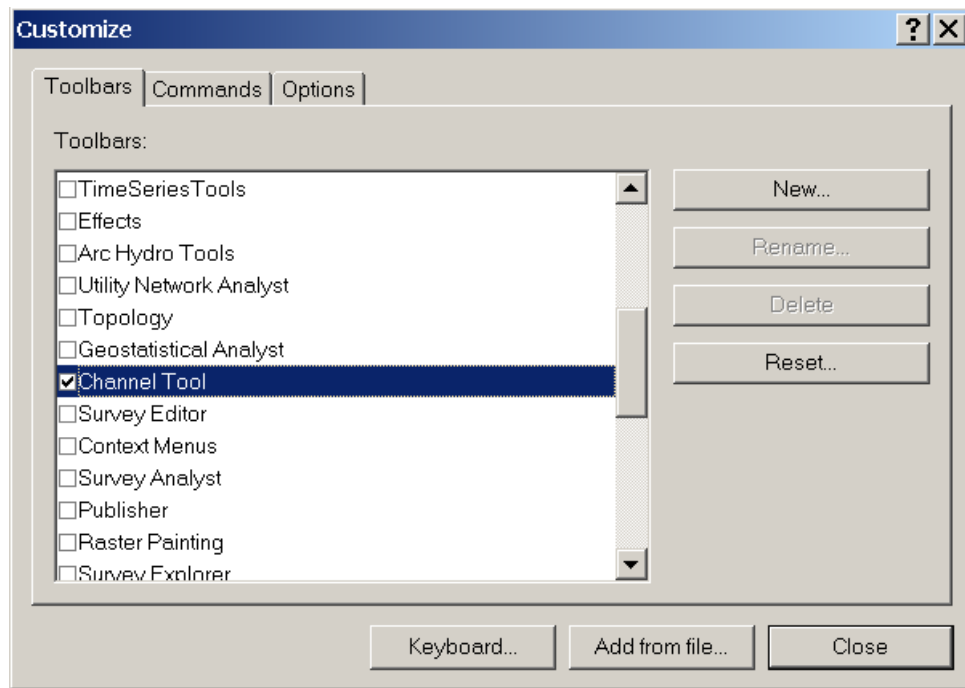 Customize
Toolbars Commands Options
Toolbars:
TimeSeriesTools
Effects
Arc Hydro Tools
Utility Network Analyst
Topology
Geostatistical Analyst
Channel Tool
Survey Editor
Context Menus
Survey Analyst
Publisher
Raster Painting
Survey Explorer
New...
Rename...
Delete
Reset...
Keyboard... Add from file... Close